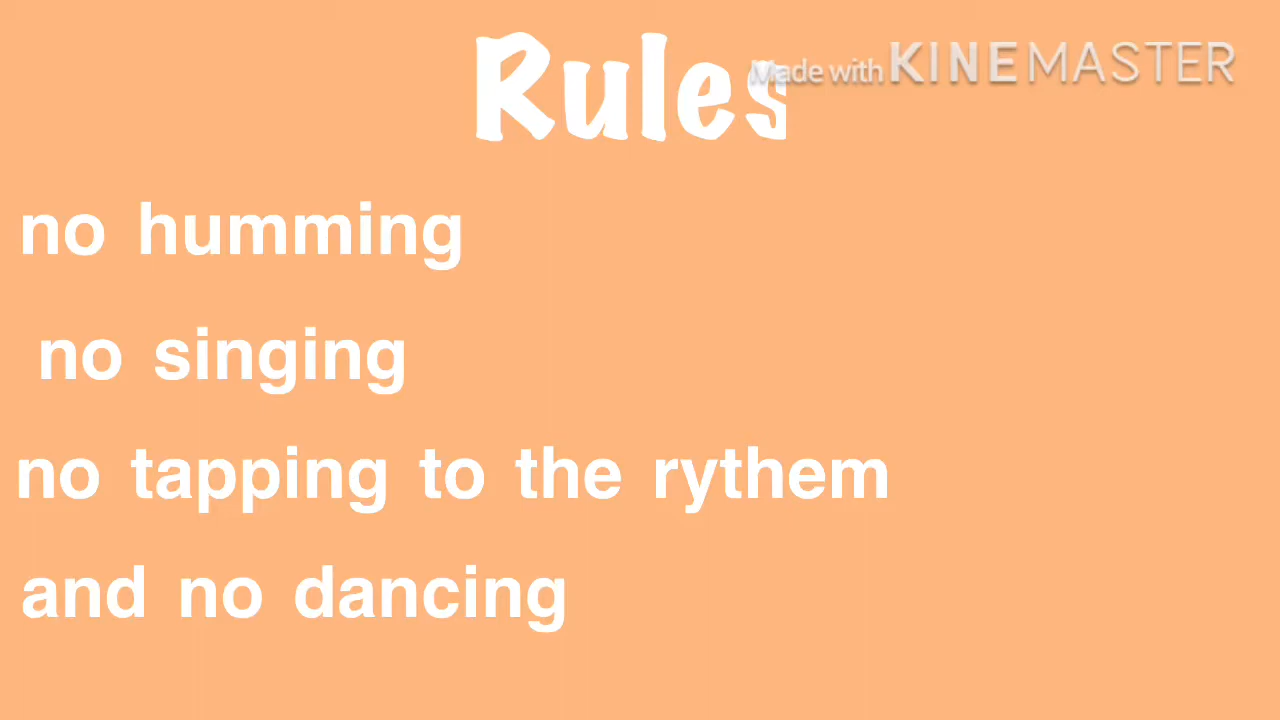 Rules
Made with KINEMASTER
no humming
no singing
no tapping to the rythem
and no dancing